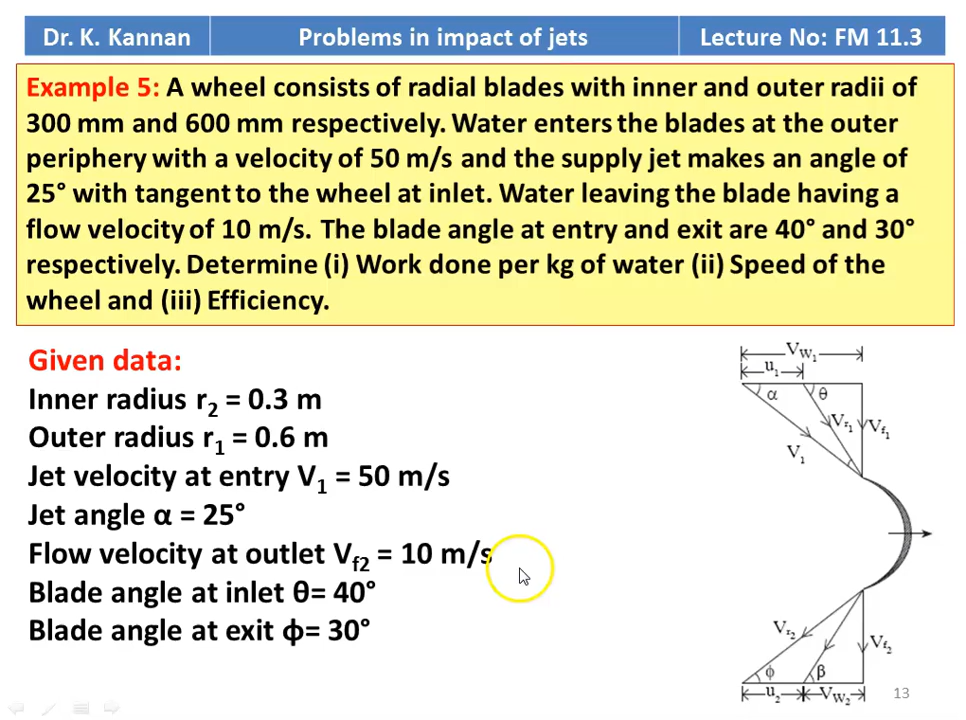 Dr. K. Kannan
Problems in impact of jets
Lecture No: FM 11.3
Example 5: A wheel consists of radial blades with inner and outer radii of
300 mm and 600 mm respectively. Water enters the blades at the outer
periphery with a velocity of 50 m/s and the supply jet makes an angle of
25° with tangent to the wheel at inlet. Water leaving the blade having a
flow velocity of 10 m/s. The blade angle at entry and exit are 40° and 30°
respectively. Determine (i) Work done per kg of water (ii) Speed of the
wheel and (iii) Efficiency.
Given data:
Inner radius r2 = 0.3 m
Outer radius r1 = 0.6 m
Jet velocity at entry V1 = 50 m/s
Jet angle α = 25°
Flow velocity at outlet Vf2 = 10 m/s
Blade angle at inlet θ= 40°
Blade angle at exit ϕ= 30°
Vw1
u1
α
θ
Vr1
Vf1
V1
Vr2
Vf2
ϕ
β
u2
Vw2
13